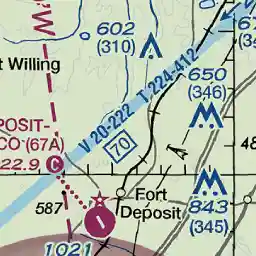 W
602
(310)
67
t Willing
650
(346)
V 20-222 T 224-412
70
POSIT-
CO (67A)
22.9 C
48
587
Fort
Deposit
843
(345)
1021